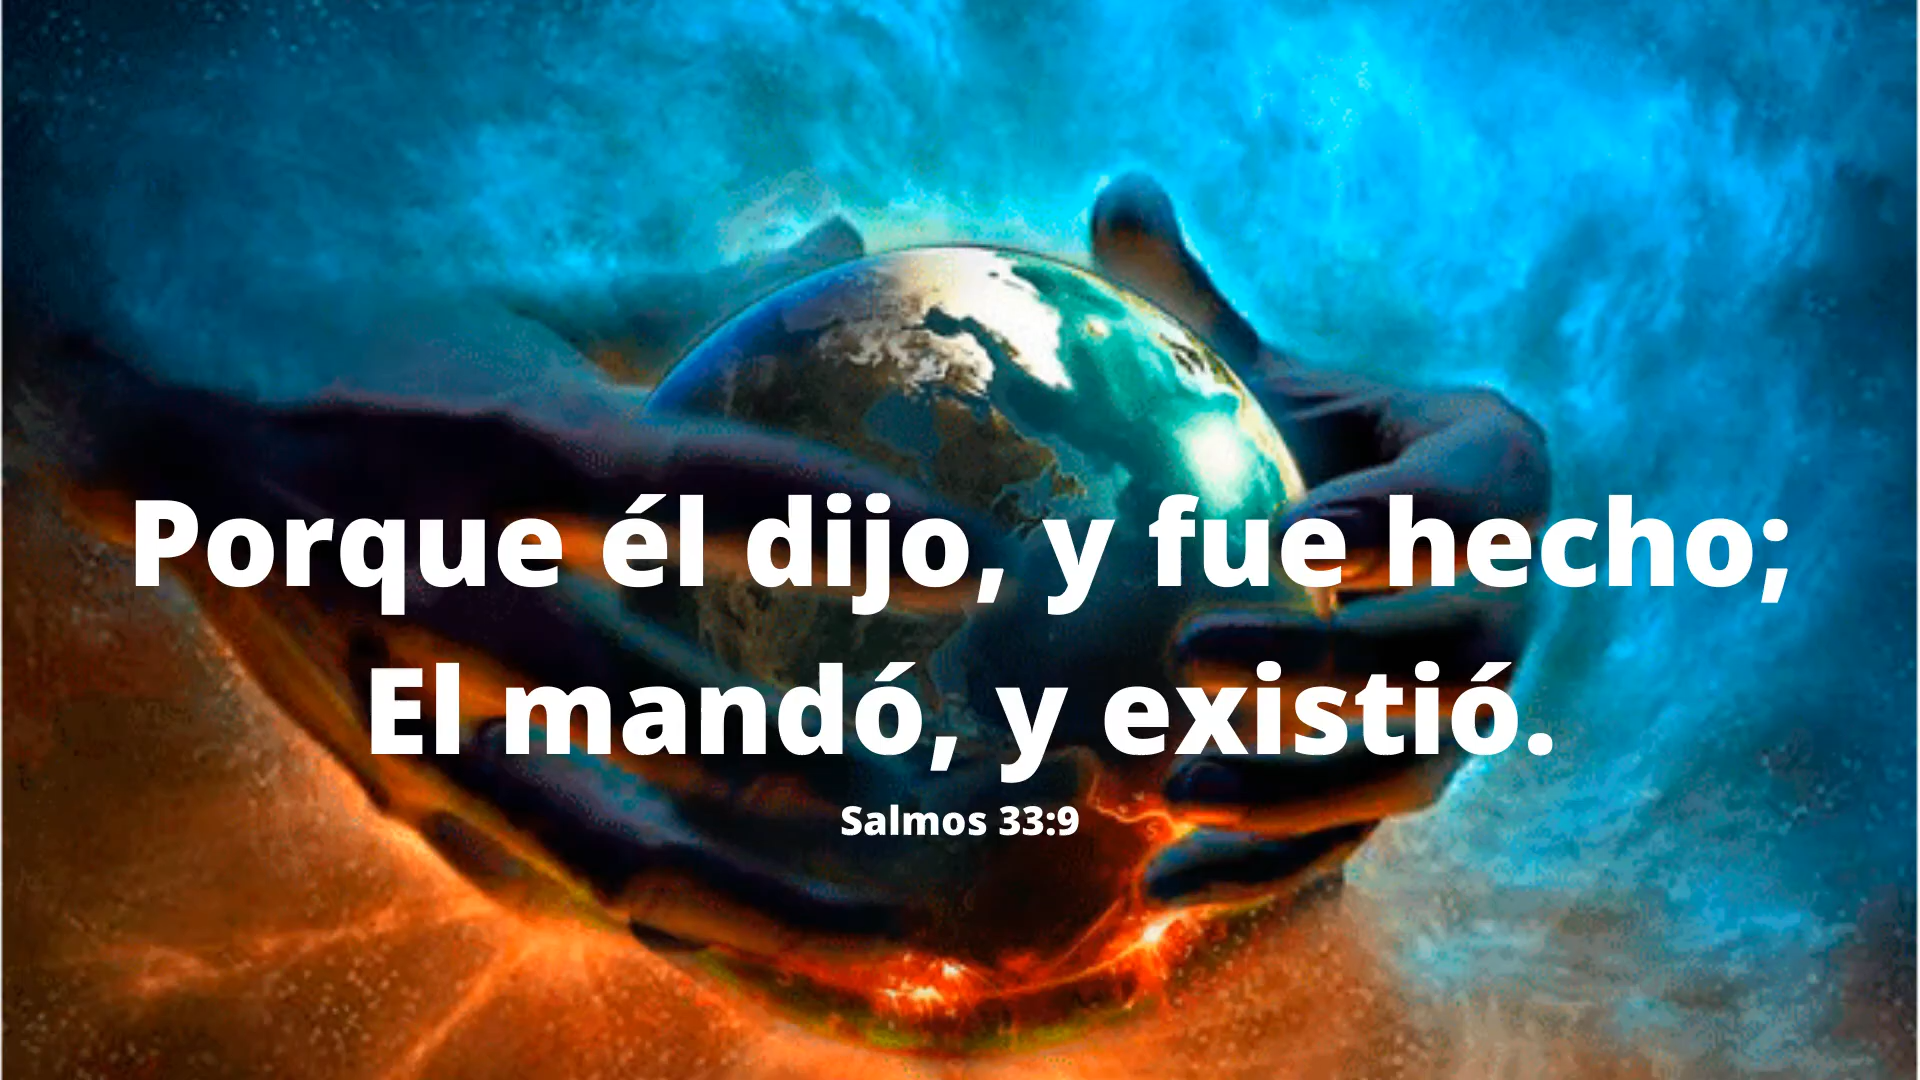 Porque él dijo, y fue hecho;
El mandó, y existió.
Salmos 33:9